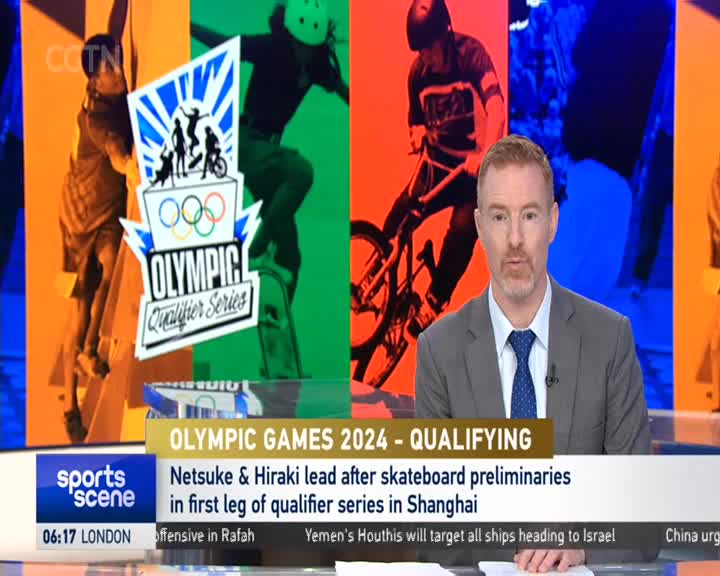 CCTN
OLYMPIC
Qualifier Series
OLYMPIC GAMES 2024 - QUALIFYING
Netsuke & Hiraki lead after skateboard preliminaries
in first leg of qualifier series in Shanghai
sports
scene
06:17 LONDON
offensive in Rafah Yemen's Houthis will target all ships heading to Israel China urg